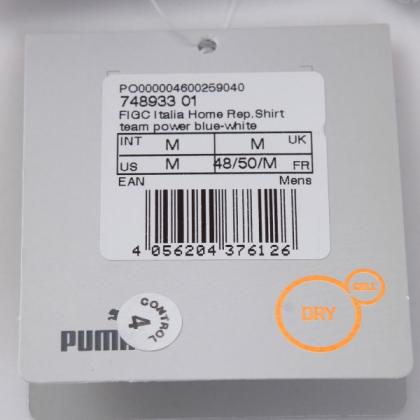 PO000004600259040
748933 01
FIGC Italia Home Rep.Shirt
team power blue-white
INT M M UK
US M 48/50/M FR
EAN Mens
4 056204 376126
CELL
DRY
CONTROL
4
PUMA